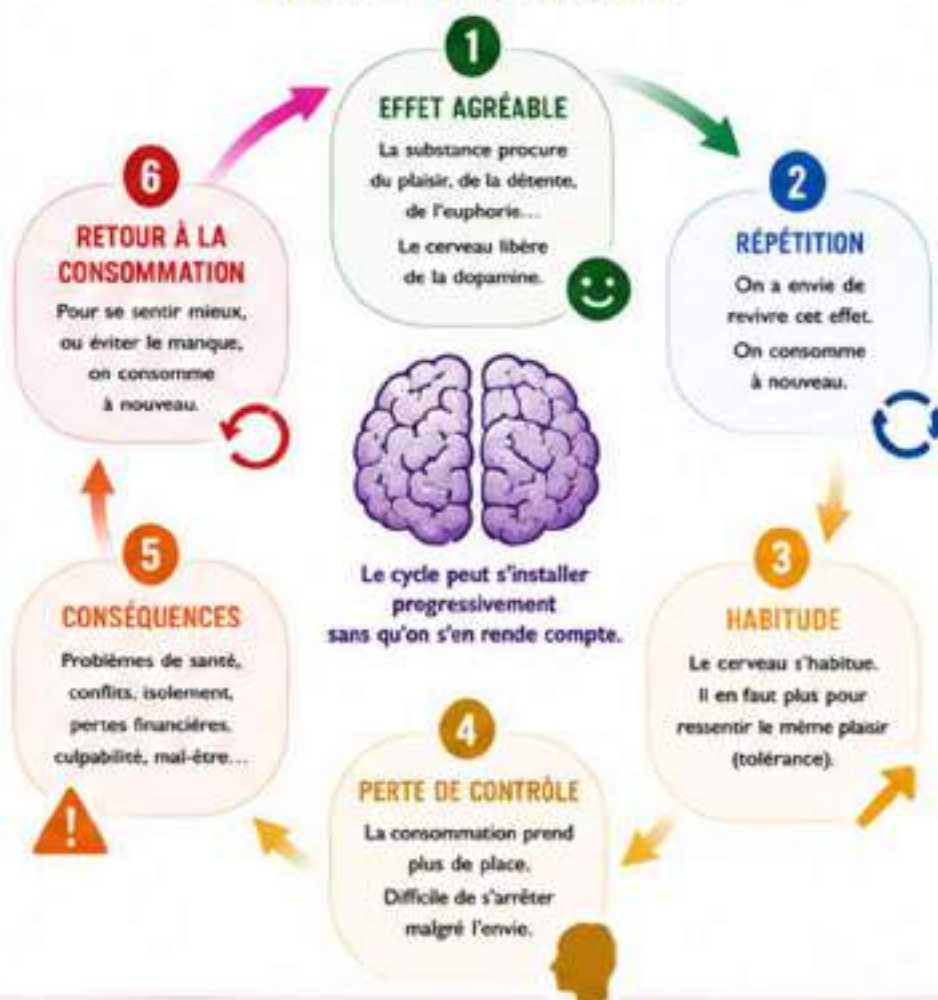 1
EFFET AGRÉABLE
La substance procure
du plaisir, de la détente,
de l'euphorie...
Le cerveau libère
de la dopamine.
2
RÉPÉTITION
On a envie de
revivre cet effet.
On consomme
à nouveau.
3
HABITUDE
Le cerveau s'habitue.
Il en faut plus pour
ressentir le même plaisir
(tolérance).
4
PERTE DE CONTRÔLE
La consommation prend
plus de place.
Difficile de s'arrêter
malgré l'envie.
5
CONSÉQUENCES
Problèmes de santé,
conflits, isolement,
pertes financières,
culpabilité, mal-être...
6
RETOUR À LA
CONSOMMATION
Pour se sentir mieux,
ou éviter le manque,
on consomme
à nouveau.
Le cycle peut s'installer
progressivement
sans qu'on s'en rende compte.